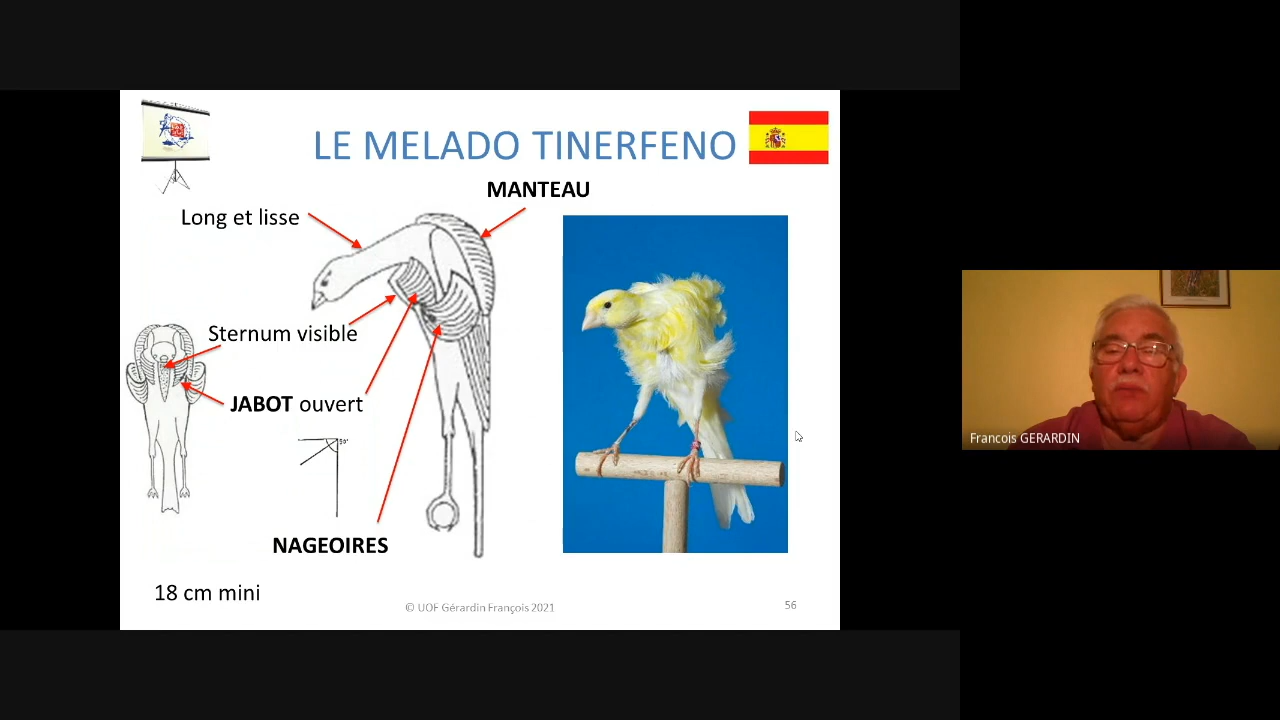 LE MELADO TINERFENO
MANTEAU
Long et lisse
Sternum visible
JABOT ouvert
NAGEOIRES
18 cm mini
© UOF Gérardin François 2021
56
Francois GERARDIN